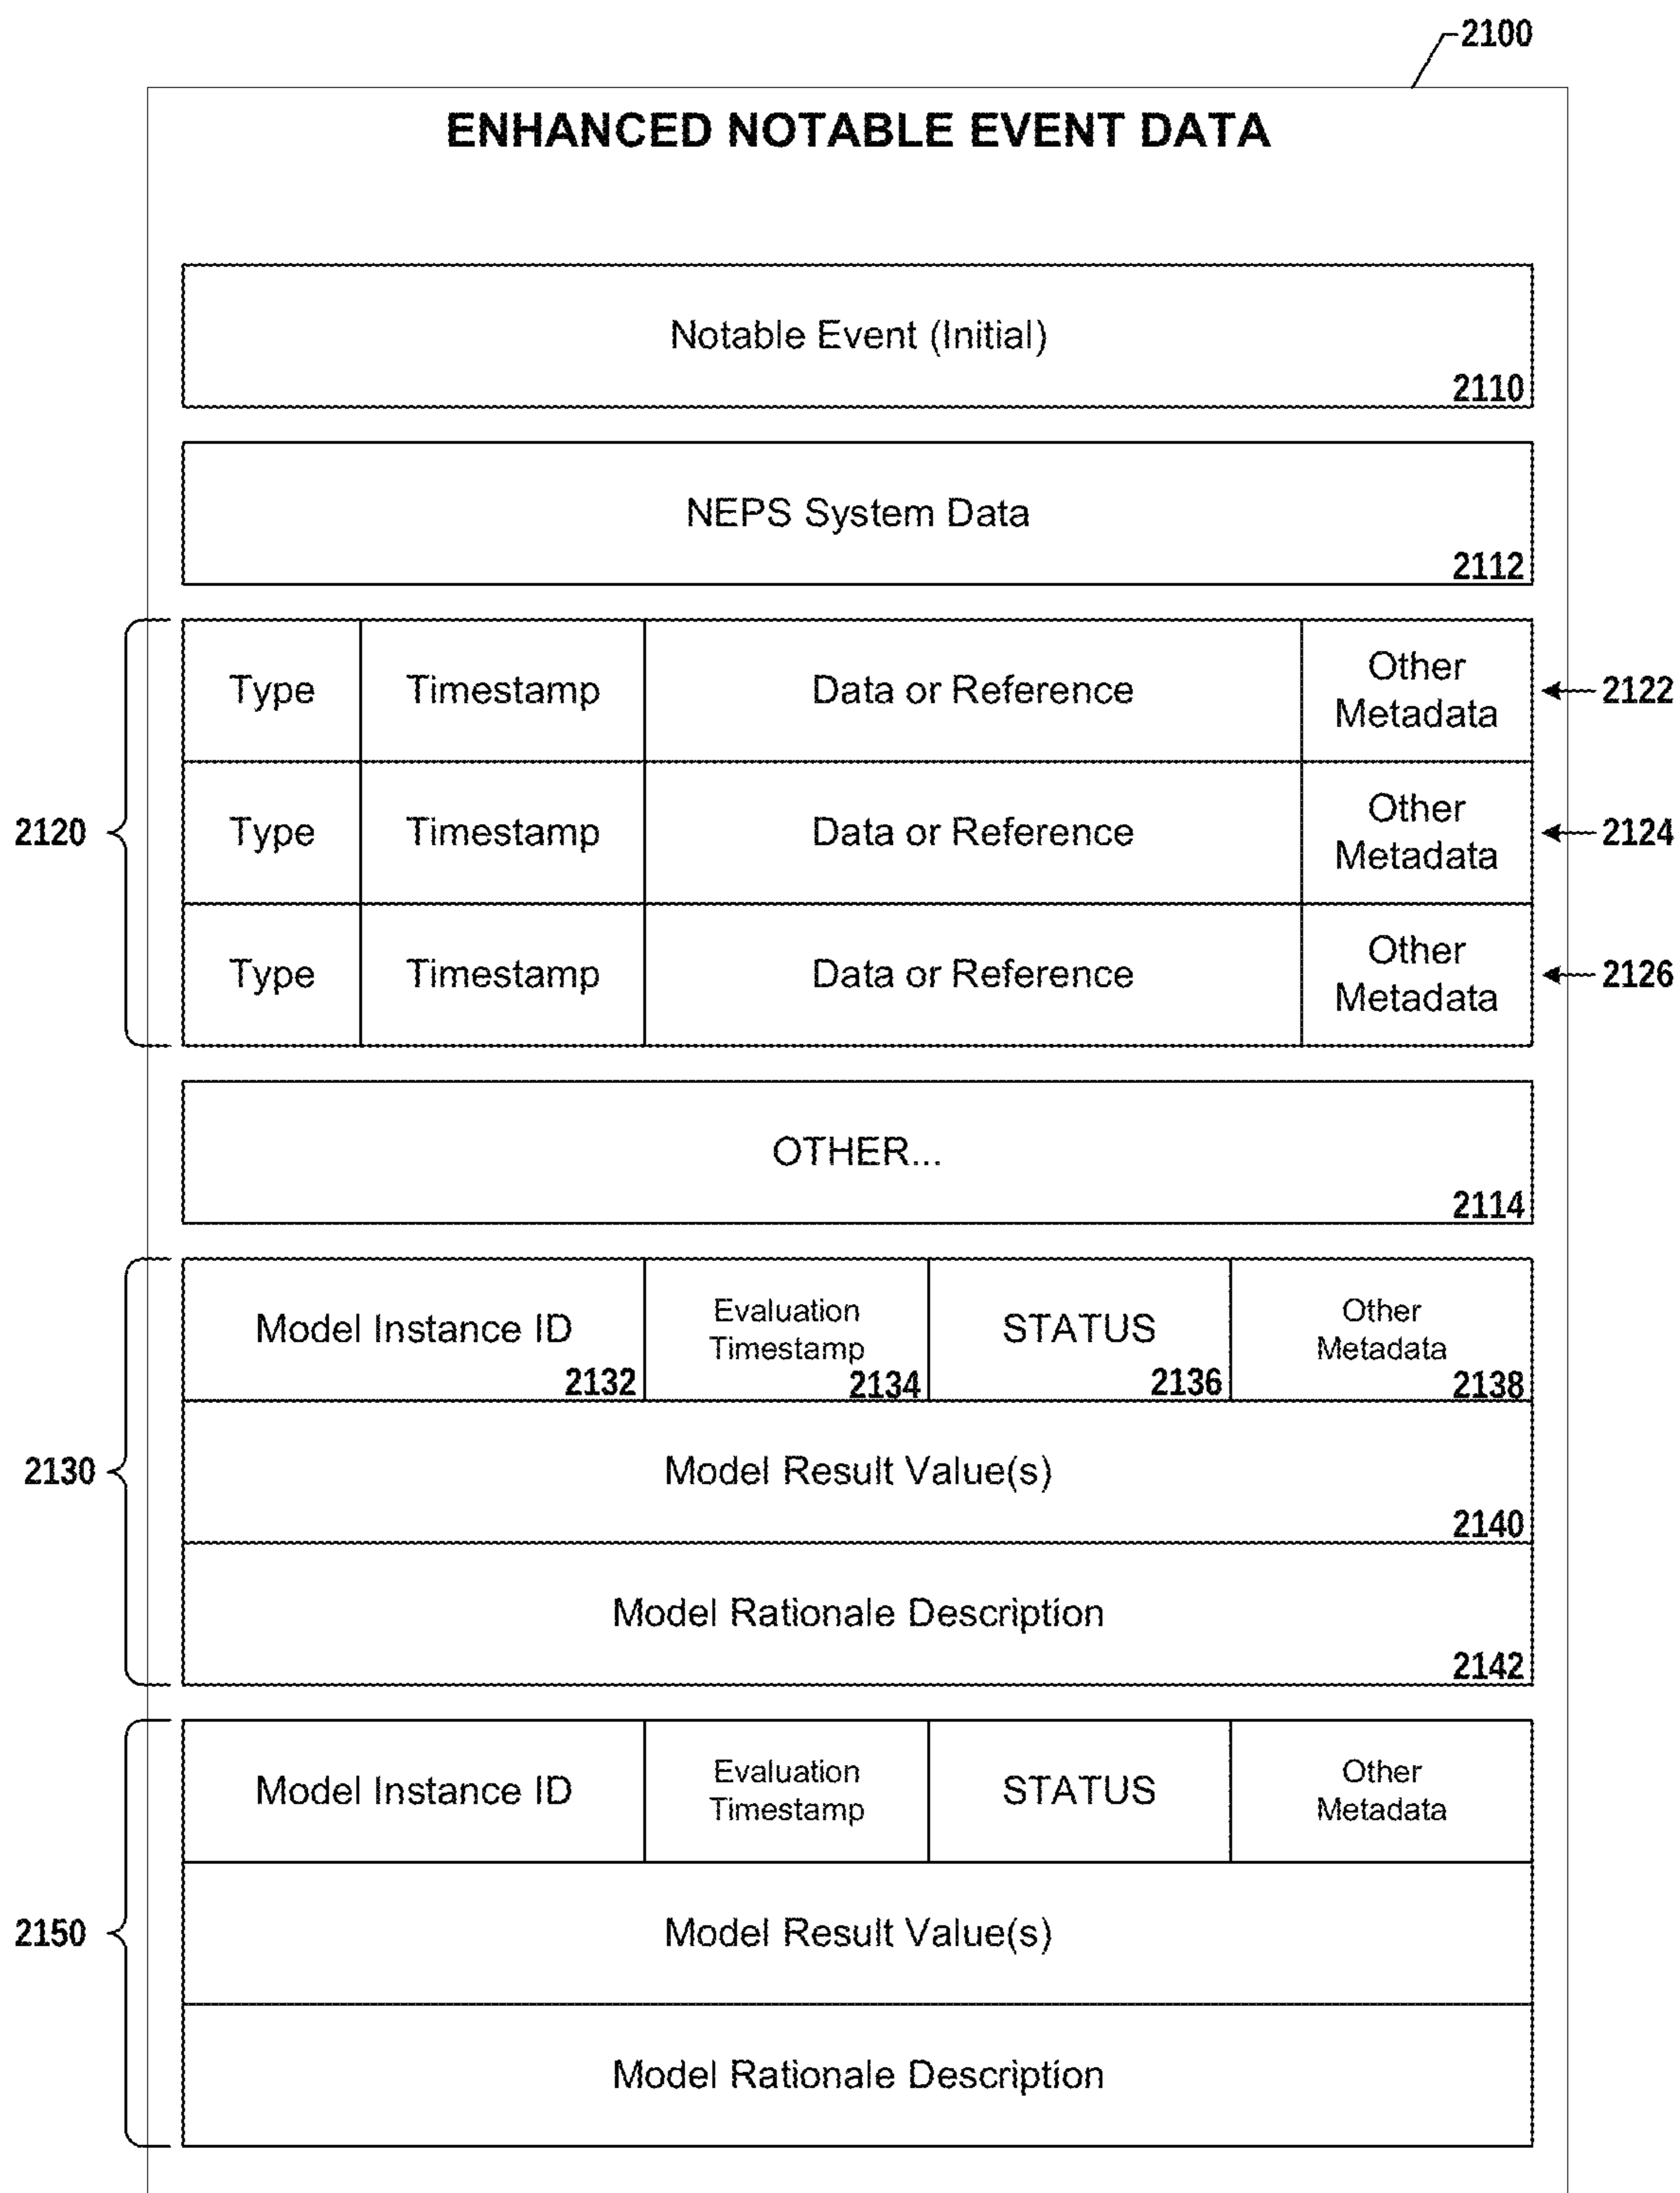 2100
ENHANCED NOTABLE EVENT DATA
Notable Event (Initial)
2110
NEPS System Data
2112
2120
Type Timestamp Data or Reference Other Metadata 2122
Type Timestamp Data or Reference Other Metadata 2124
Type Timestamp Data or Reference Other Metadata 2126
OTHER...
2114
2130
Model Instance ID Evaluation Timestamp STATUS Other Metadata
2132 2134 2136 2138
Model Result Value(s)
2140
Model Rationale Description
2142
2150
Model Instance ID Evaluation Timestamp STATUS Other Metadata
Model Result Value(s)
Model Rationale Description